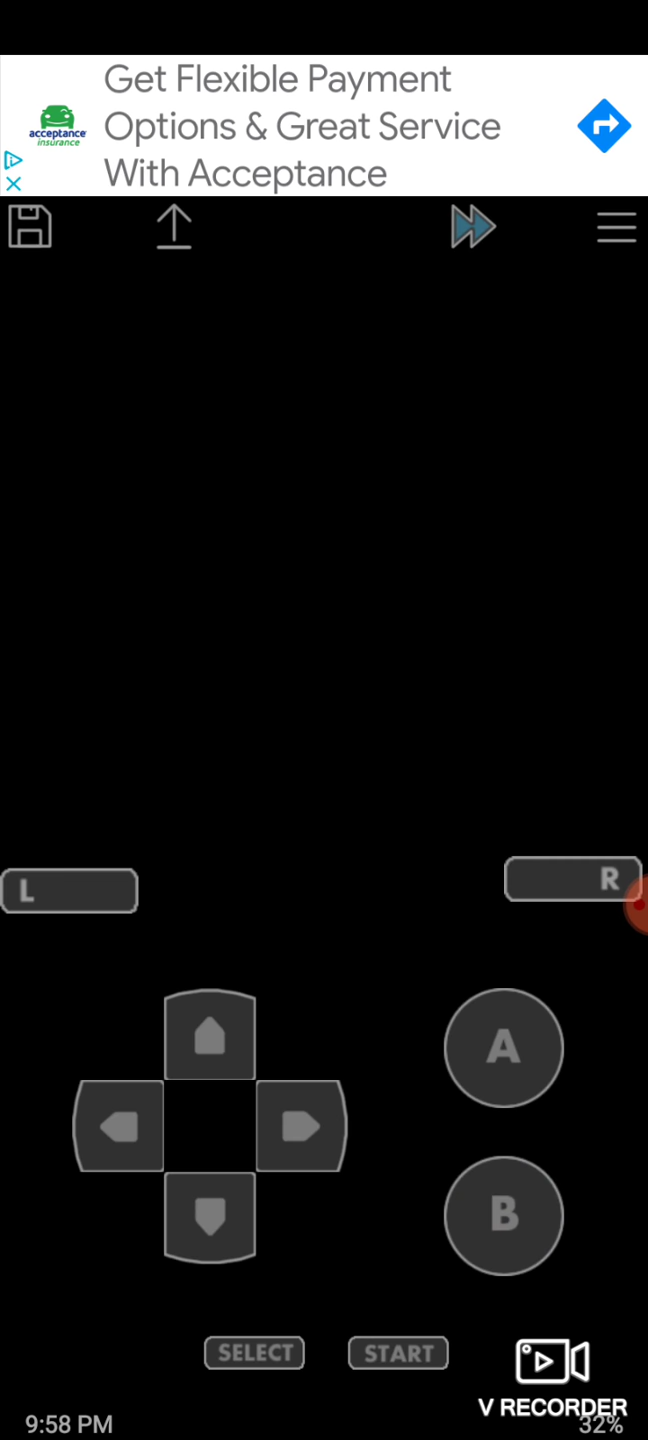 Get Flexible Payment
Options & Great Service
With Acceptance
acceptance
insurance
L
R
A
B
SELECT
START
V RECORDER
9:58 PM
32%